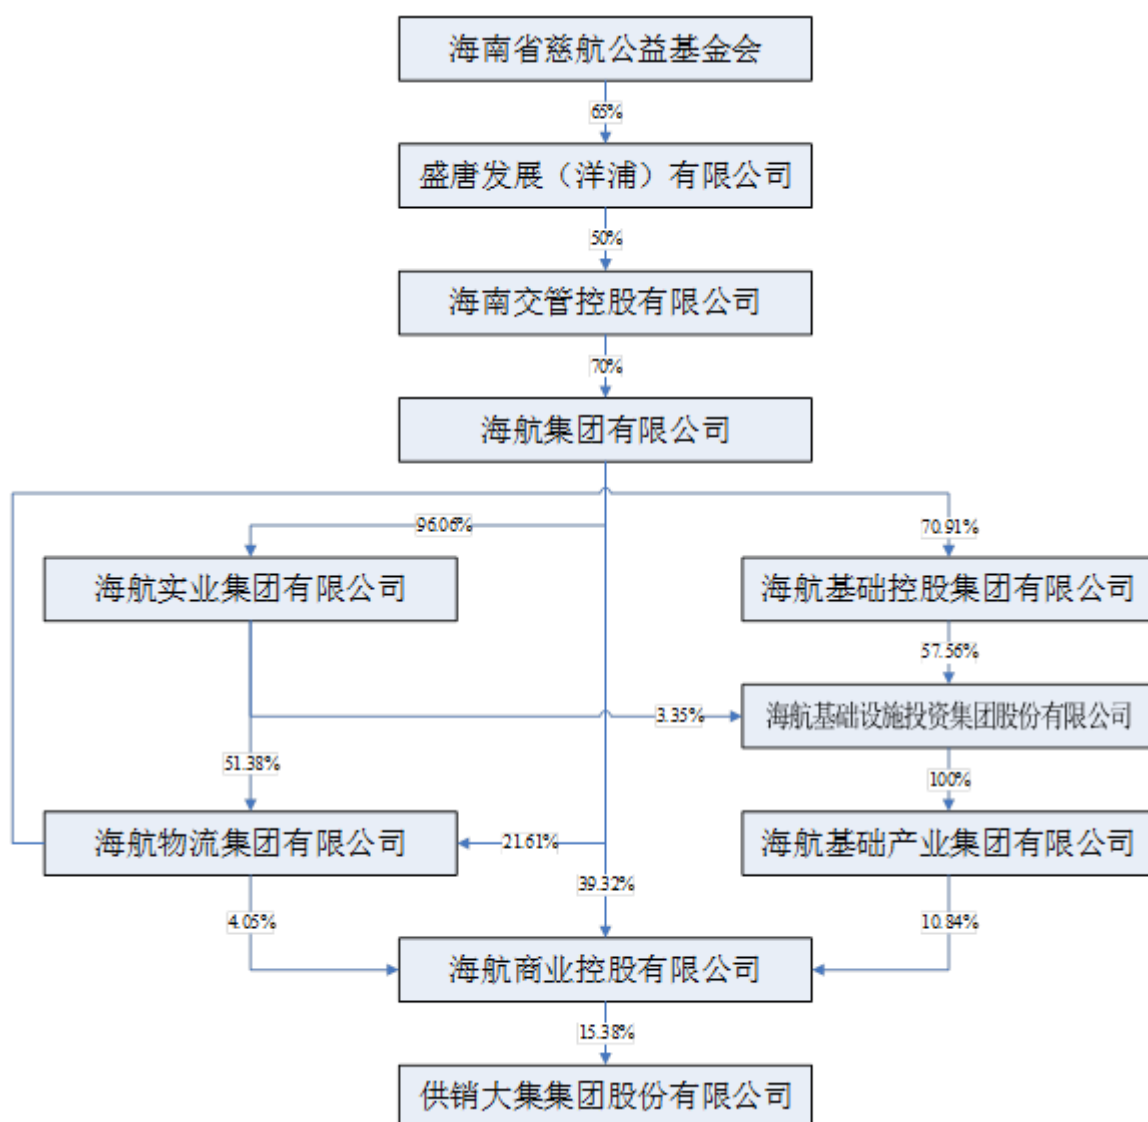 海南省慈航公益基金会
65%
盛唐发展（洋浦）有限公司
50%
海南交管控股有限公司
70%
海航集团有限公司
96.06%
70.91%
海航实业集团有限公司
海航基础控股集团有限公司
57.56%
3.35%
海航基础设施投资集团股份有限公司
51.38%
100%
海航物流集团有限公司
21.61%
海航基础产业集团有限公司
39.32%
4.05%
10.84%
海航商业控股有限公司
15.38%
供销大集集团股份有限公司